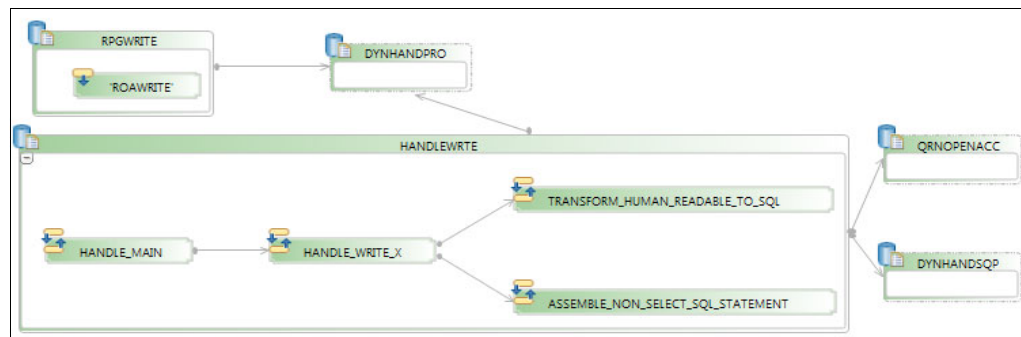 RPGWRITE
DYNHANDPRO
'ROAWRITE'
HANDLEWRTE
QRNOPENACC
TRANSFORM_HUMAN_READABLE_TO_SQL
HANDLE_MAIN
HANDLE_WRITE_X
DYNHANDSQP
ASSEMBLE_NON_SELECT_SQL_STATEMENT